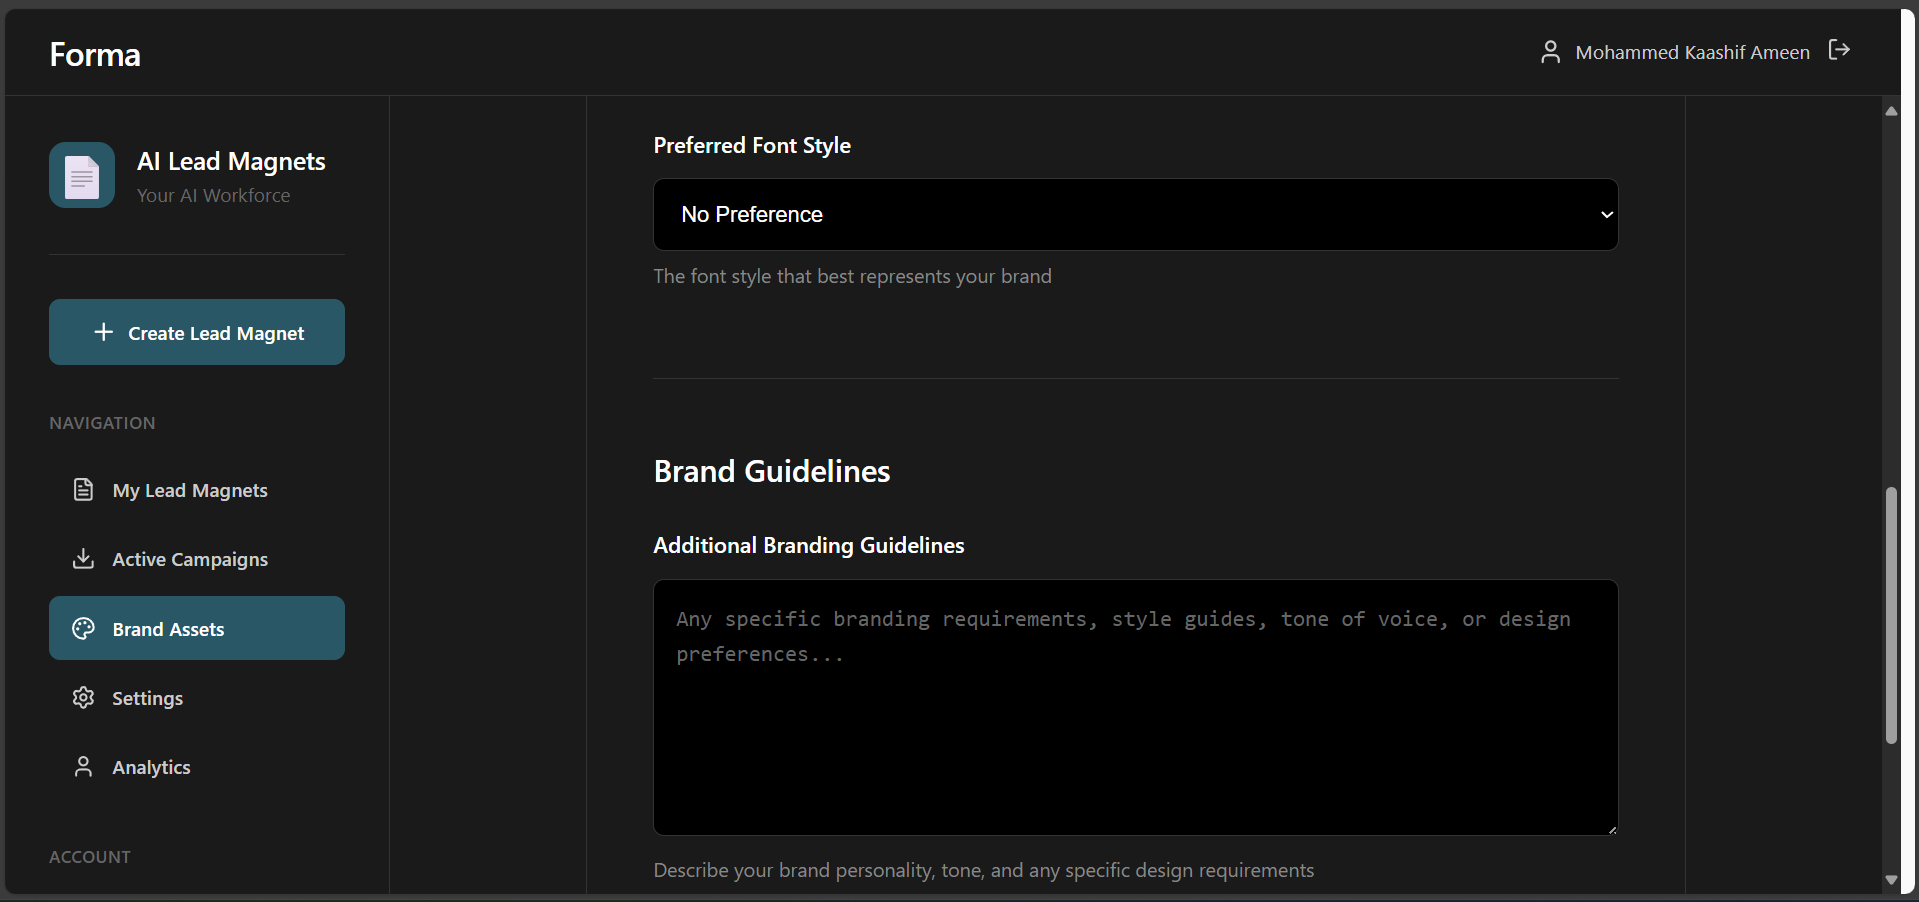 Forma
Mohammed Kaashif Ameen
AI Lead Magnets
Your AI Workforce
Create Lead Magnet
NAVIGATION
My Lead Magnets
Active Campaigns
Brand Assets
Settings
Analytics
ACCOUNT
Preferred Font Style
No Preference
The font style that best represents your brand
Brand Guidelines
Additional Branding Guidelines
Any specific branding requirements, style guides, tone of voice, or design
preferences...
Describe your brand personality, tone, and any specific design requirements